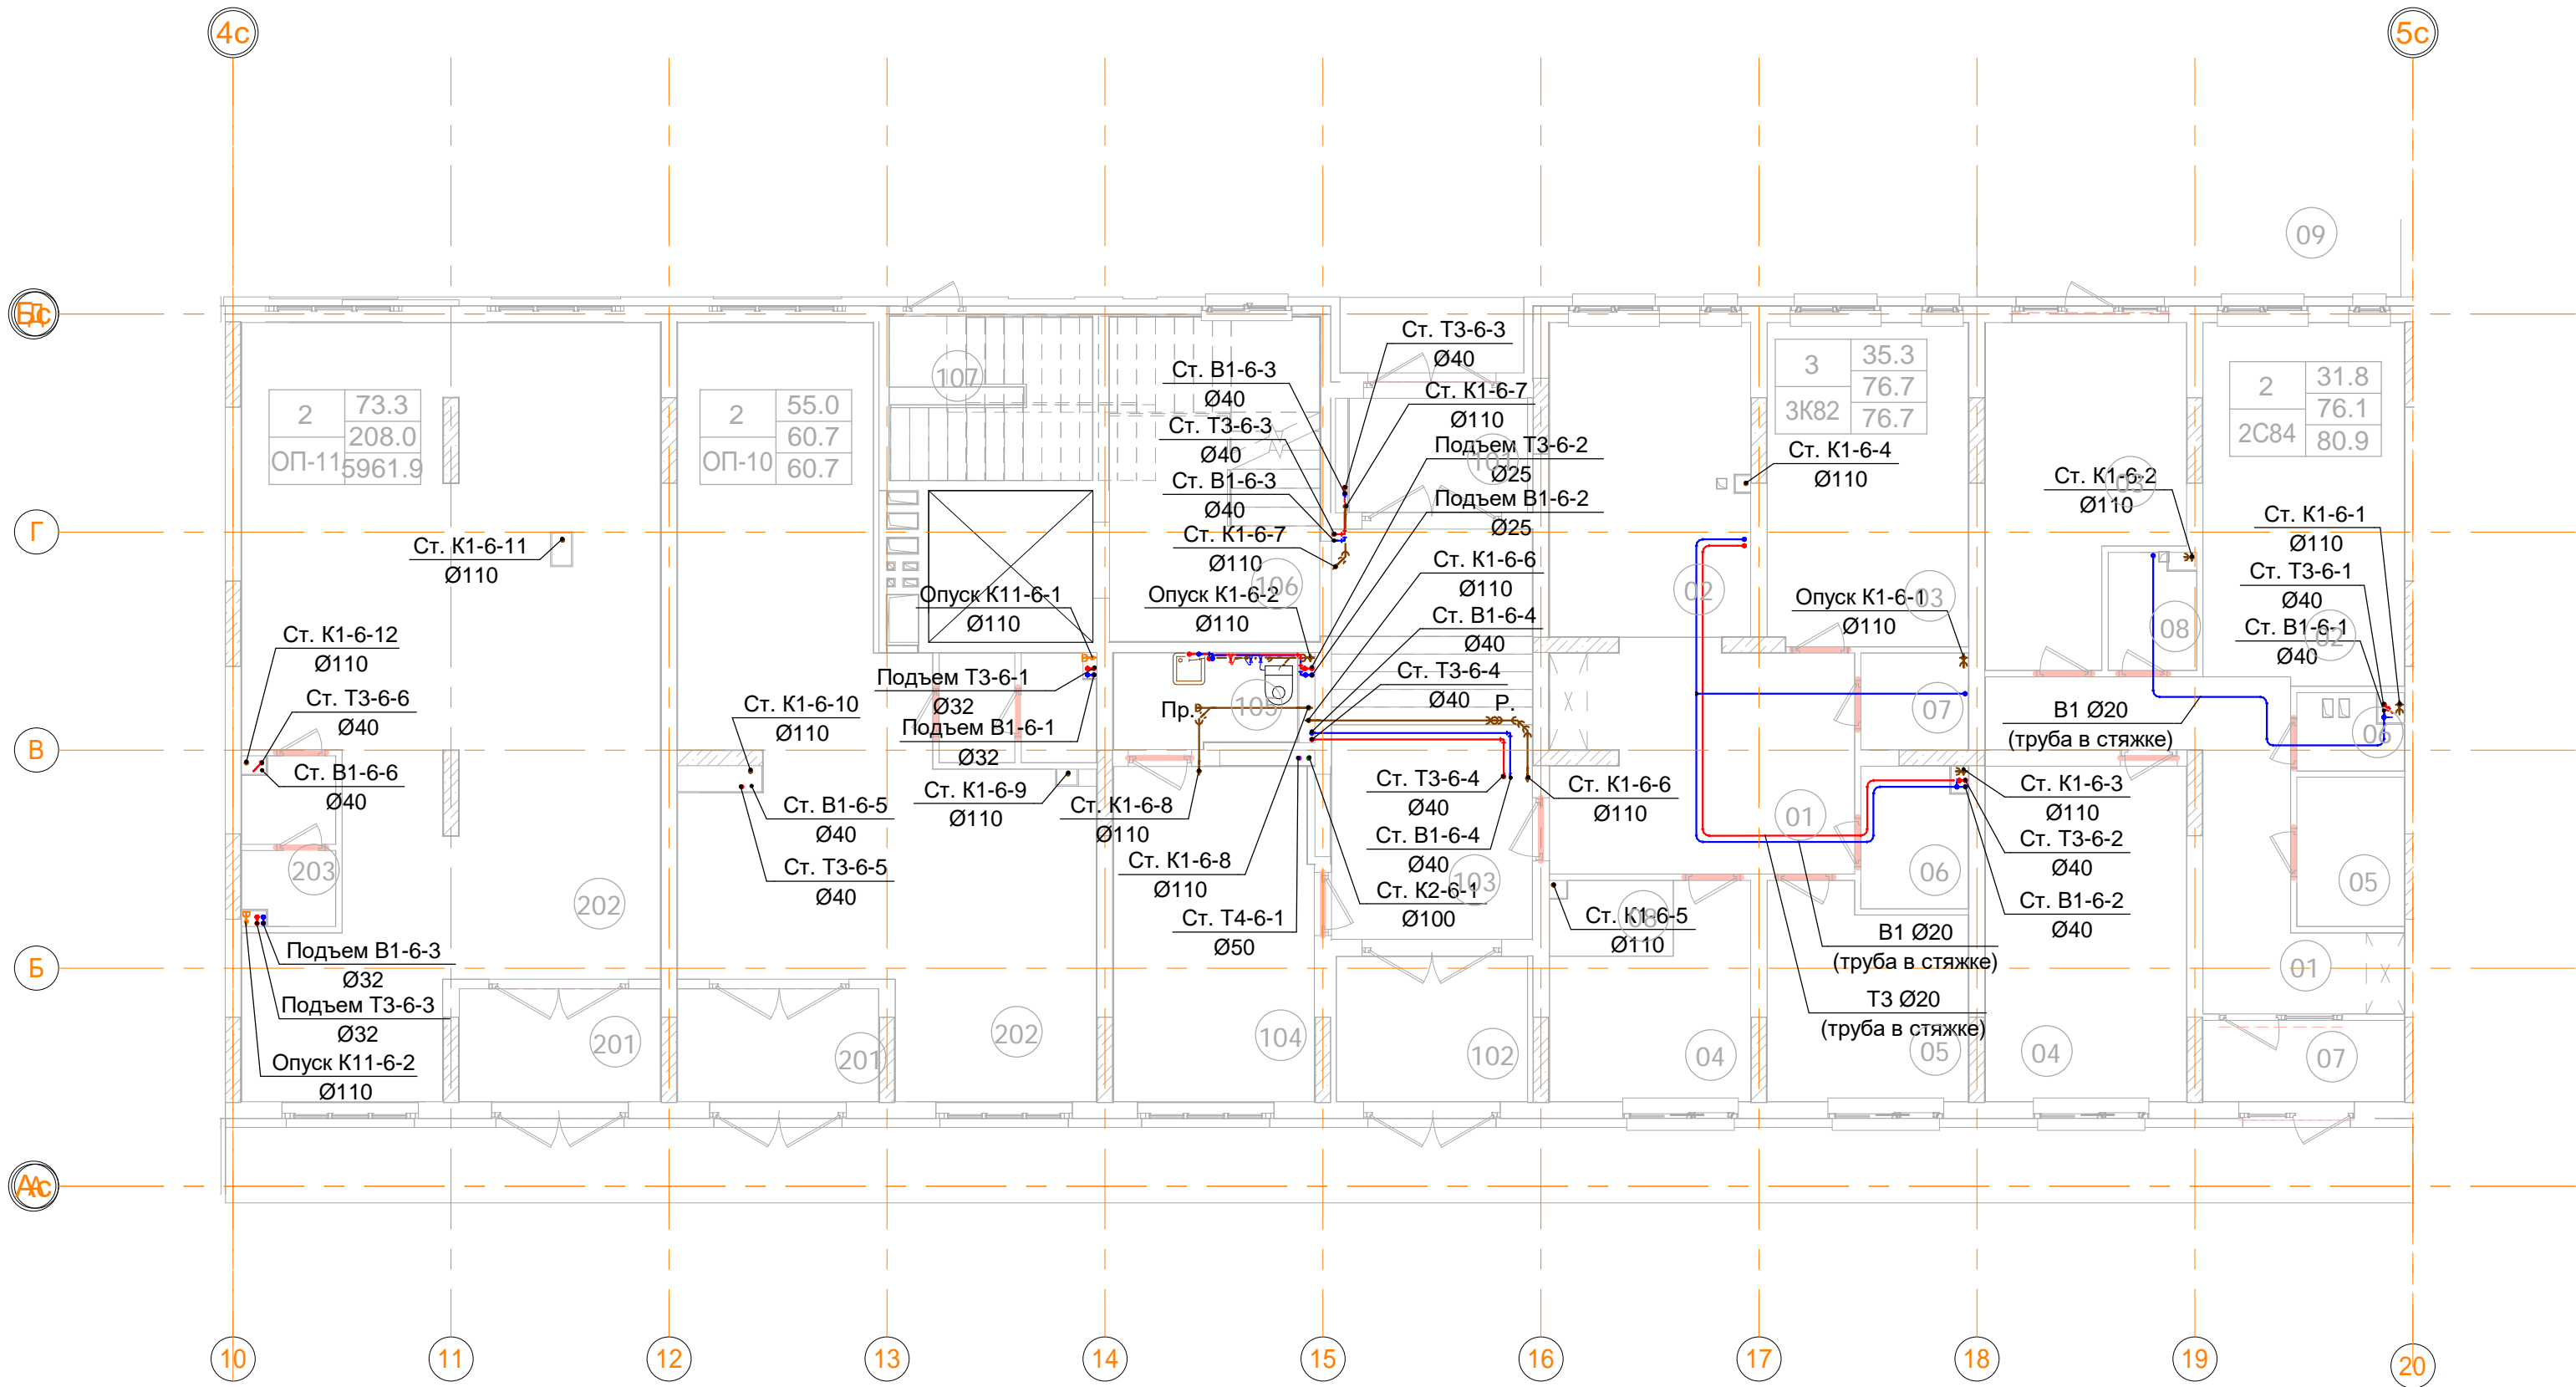 4с
5с
09
Ст. Т3-6-3
Ø40
Ст. В1-6-3
Ø40
Ст. К1-6-7
Ø110
Ст. Т3-6-3
Ø40
Подъем Т3-6-2
Ø25
Ст. В1-6-3
Ø40
Подъем В1-6-2
Ø25
Ст. К1-6-7
Ø110
Ст. К1-6-6
Ø110
107
101
106
2
73.3
208.0
ОП-11
5961.9
2
55.0
60.7
ОП-10
60.7
3
35.3
76.7
3К82
76.7
2
31.8
76.1
2С84
80.9
Ст. К1-6-4
Ø110
Ст. К1-6-2
Ø110
03
Ст. К1-6-1
Ø110
Ст. Т3-6-1
Ø40
Ст. В1-6-1
Ø40
02
Г
Ст. К1-6-11
Ø110
Опуск К11-6-1
Ø110
Опуск К1-6-2
Ø110
Ст. В1-6-4
Ø40
Ст. Т3-6-4
Ø40
02
Опуск К1-6-1
Ø110
03
08
Ст. К1-6-12
Ø110
Ст. Т3-6-6
Ø40
Ст. В1-6-6
Ø40
Ст. К1-6-10
Ø110
Подъем Т3-6-1
Ø32
Подъем В1-6-1
Ø32
Пр.
105
Р.
07
В1 Ø20
(труба в стяжке)
06
В
Ст. В1-6-5
Ø40
Ст. Т3-6-5
Ø40
Ст. К1-6-9
Ø110
Ст. К1-6-8
Ø110
Ст. К1-6-8
Ø110
Ст. Т4-6-1
Ø50
Ст. Т3-6-4
Ø40
Ст. В1-6-4
Ø40
103
Ст. К2-6-1
Ø100
Ст. К1-6-6
Ø110
01
06
Ст. К1-6-3
Ø110
Ст. Т3-6-2
Ø40
Ст. В1-6-2
Ø40
05
203
202
Ст. К1-6-5
Ø110
08
В1 Ø20
(труба в стяжке)
Т3 Ø20
(труба в стяжке)
01
Б
Подъем В1-6-3
Ø32
Подъем Т3-6-3
Ø32
Опуск К11-6-2
Ø110
201
201
202
104
102
04
05
04
07
10
11
12
13
14
15
16
17
18
19
20